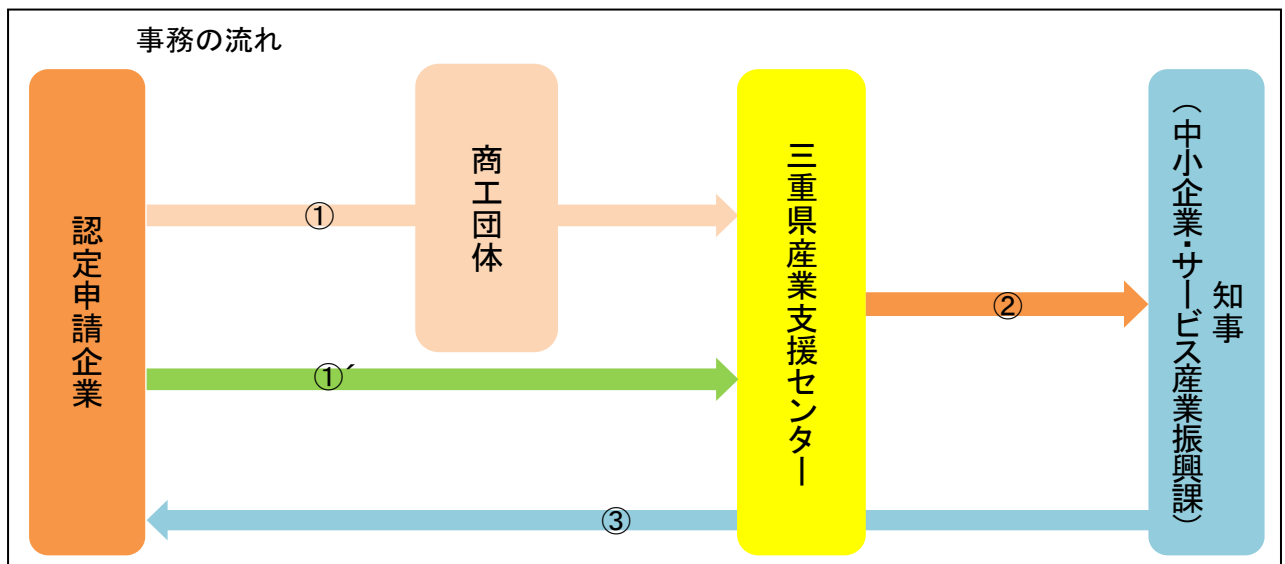 事務の流れ
認定申請企業
商工団体
三重県産業支援センター
知事
（中小企業・サービス産業振興課）
①
①´
②
③